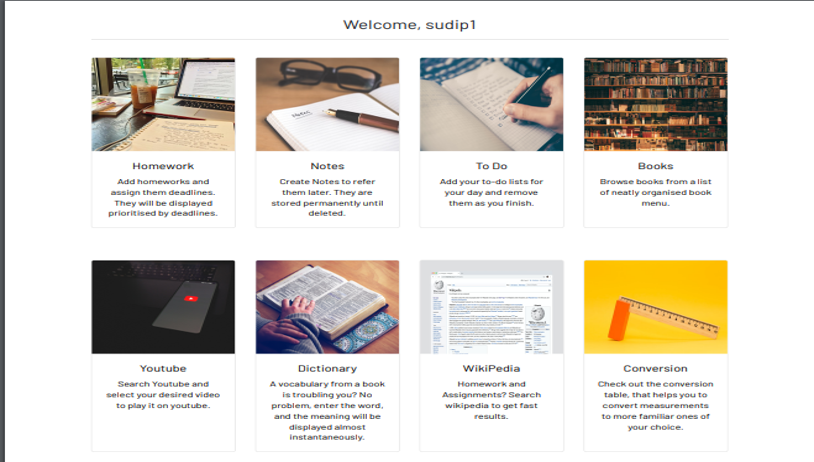 Welcome, sudip1
Homework
Add homeworks and
assign them deadlines.
They will be displayed
prioritised by deadlines.
Notes
Create Notes to refer
them later. They are
stored permanently until
deleted.
To Do
Add your to-do lists for
your day and remove
them as you finish.
Books
Browse books from a list
of neatly organised book
menu.
Youtube
Search Youtube and
select your desired video
to play it on youtube.
Dictionary
A vocabulary from a book
is troubling you? No
problem, enter the word,
and the meaning will be
displayed almost
instantaneously.
WikiPedia
Homework and
Assignments? Search
wikipedia to get fast
results.
Conversion
Check out the conversion
table, that helps you to
convert measurements
to more familiar ones of
your choice.